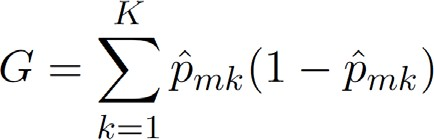 G = \sum_{k=1}^{K} \hat{p}_{mk}(1 - \hat{p}_{mk})